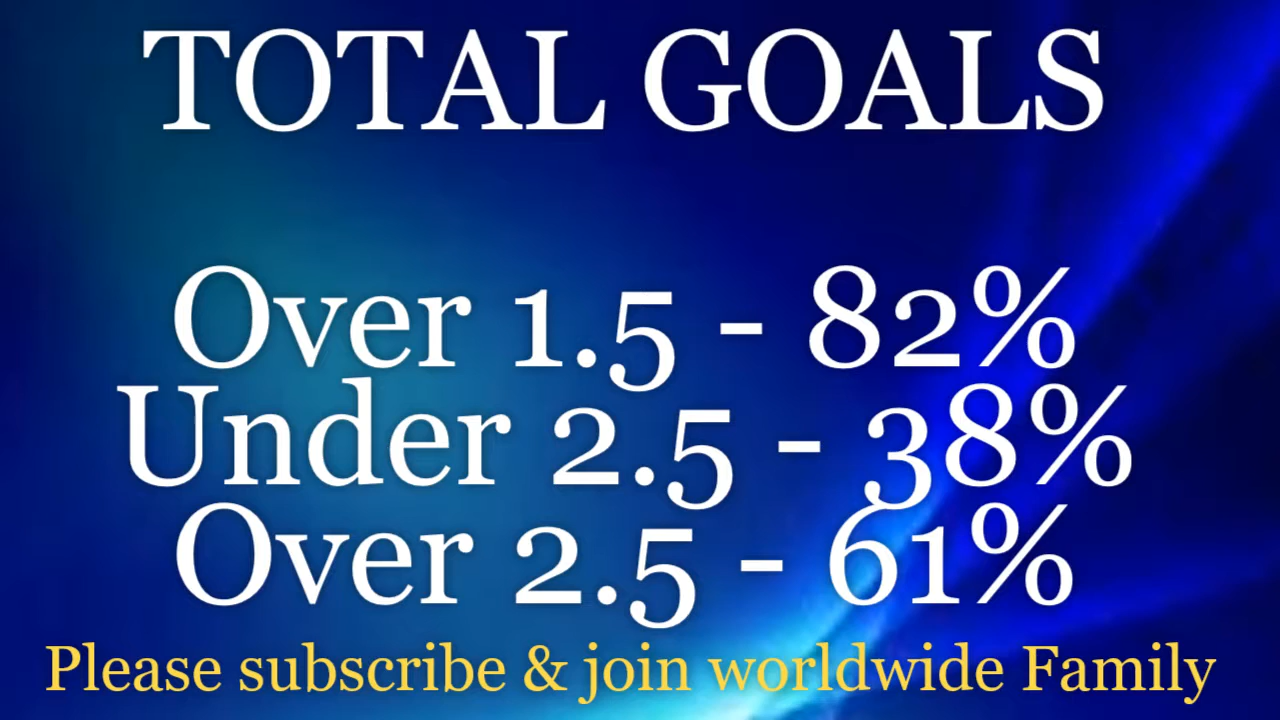 TOTAL GOALS
Over 1.5 - 82%
Under 2.5 - 38%
Over 2.5 - 61%
Please subscribe & join worldwide Family